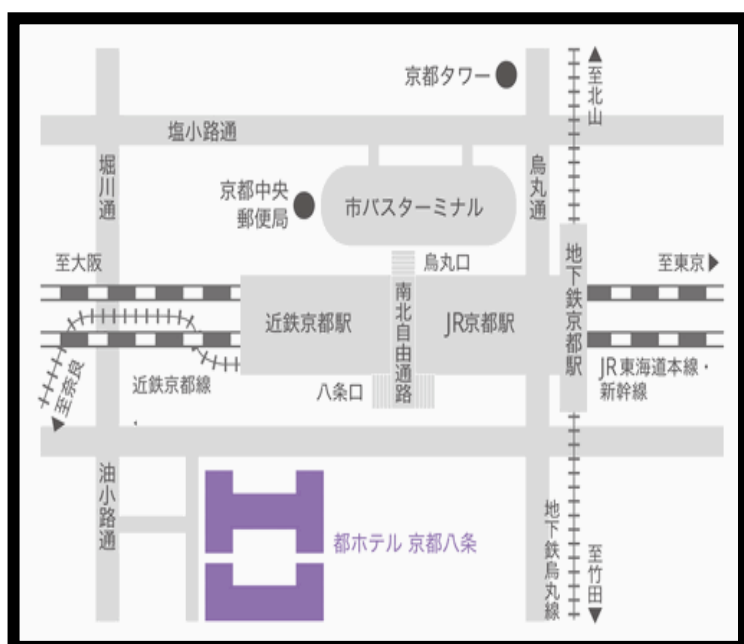 京都タワー
至北山
塩小路通
堀川通
烏丸通
京都中央
郵便局
市バスターミナル
至大阪
烏丸口
地下鉄京都駅
至東京
近鉄京都駅
南北自由通路
JR京都駅
近鉄京都線
至奈良
八条口
JR東海道本線・
新幹線
油小路通
都ホテル 京都八条
地下鉄烏丸線
至竹田